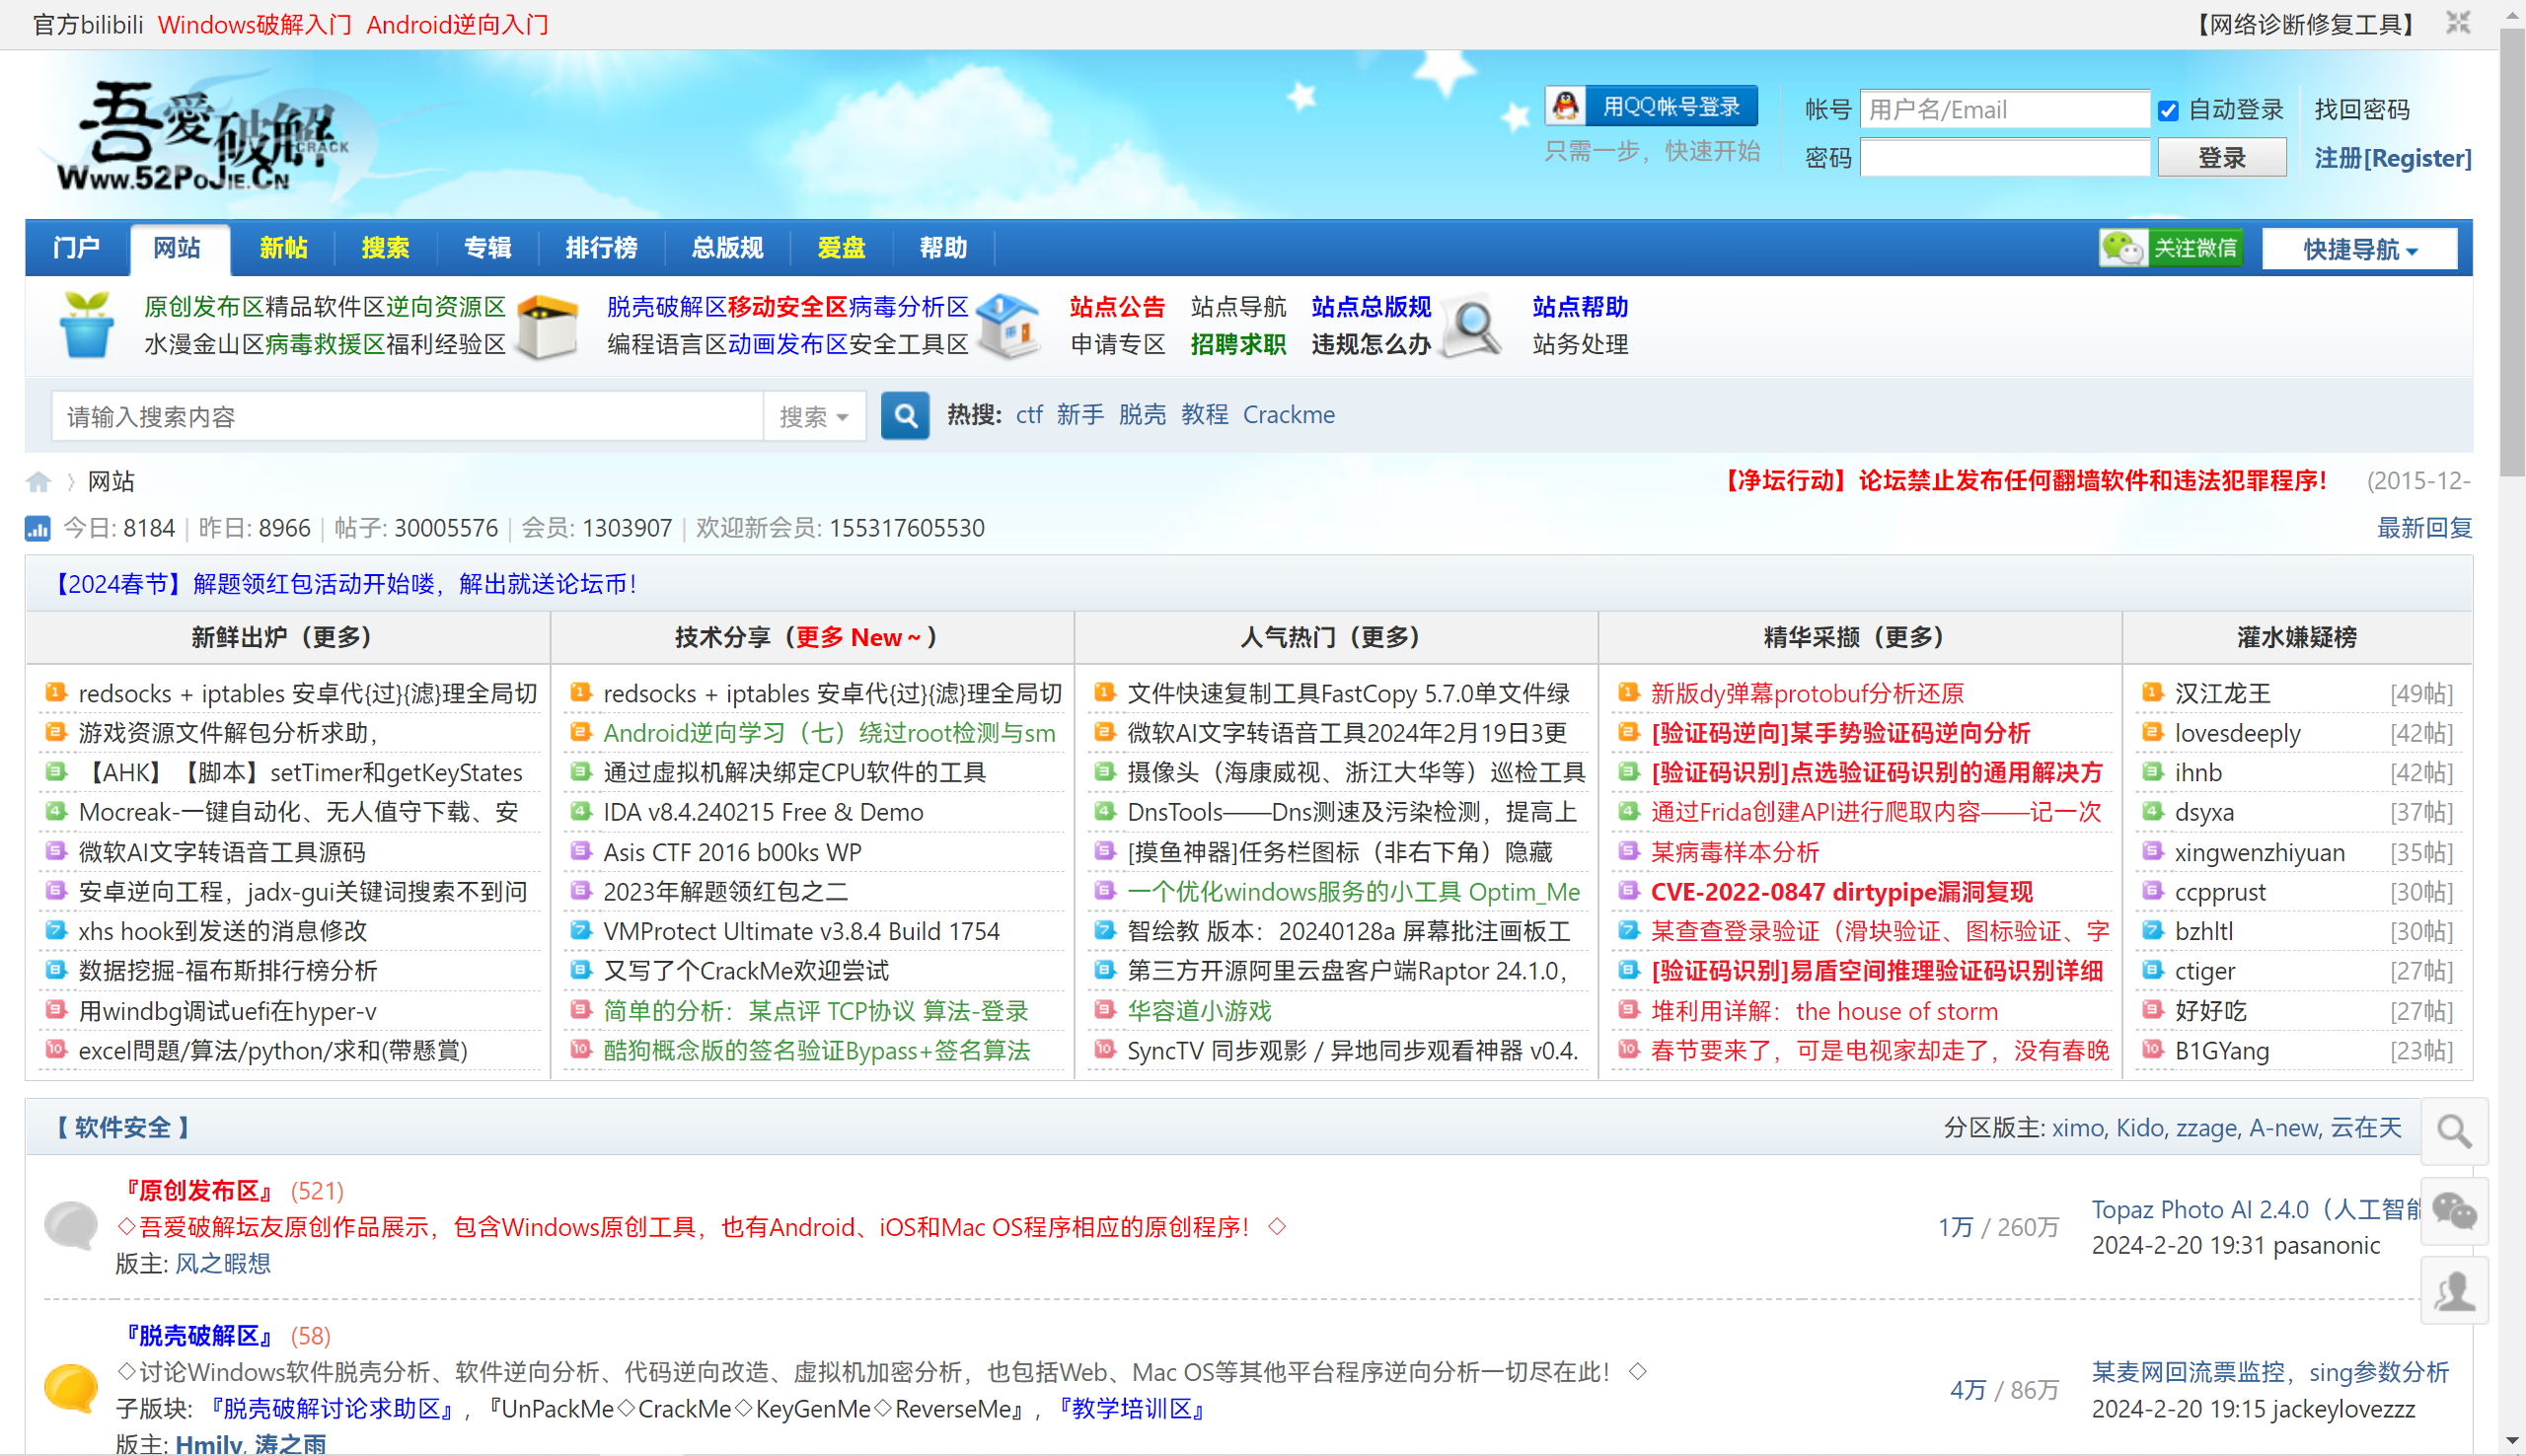 官方bilibili Windows破解入门 Android逆向入门 【网络诊断修复工具】
吾愛破解
CRACK
WWW.52POJIE.CN
用QQ帐号登录
只需一步，快速开始
帐号 用户名/Email 自动登录 找回密码
密码 登录 注册[Register]
门户 网站 新帖 搜索 专辑 排行榜 总版规 爱盘 帮助 关注微信 快捷导航
原创发布区精品软件区逆向资源区 脱壳破解区移动安全区病毒分析区 站点公告 站点导航 站点总版规 站点帮助
水漫金山区病毒救援区福利经验区 编程语言区动画发布区安全工具区 申请专区 招聘求职 违规怎么办 站务处理
请输入搜索内容 搜索 热搜: ctf 新手 脱壳 教程 Crackme
网站 【净坛行动】论坛禁止发布任何翻墙软件和违法犯罪程序！ (2015-12-
今日: 8184 | 昨日: 8966 | 帖子: 30005576 | 会员: 1303907 | 欢迎新会员: 155317605530 最新回复
【2024春节】解题领红包活动开始喽，解出就送论坛币！
新鲜出炉（更多） 技术分享（更多 New～） 人气热门（更多） 精华采撷（更多） 灌水嫌疑榜
1 redsocks + iptables 安卓代{过}{滤}理全局切
2 游戏资源文件解包分析求助，
3 【AHK】【脚本】setTimer和getKeyStates
4 Mocreak-一键自动化、无人值守下载、安
5 微软AI文字转语音工具源码
6 安卓逆向工程，jadx-gui关键词搜索不到问
7 xhs hook到发送的消息修改
8 数据挖掘-福布斯排行榜分析
9 用windbg调试uefi在hyper-v
10 excel問題/算法/python/求和(帶懸賞)
1 redsocks + iptables 安卓代{过}{滤}理全局切
2 Android逆向学习（七）绕过root检测与sm
3 通过虚拟机解决绑定CPU软件的工具
4 IDA v8.4.240215 Free & Demo
5 Asis CTF 2016 b00ks WP
6 2023年解题领红包之二
7 VMProtect Ultimate v3.8.4 Build 1754
8 又写了个CrackMe欢迎尝试
9 简单的分析：某点评 TCP协议 算法-登录
10 酷狗概念版的签名验证Bypass+签名算法
1 文件快速复制工具FastCopy 5.7.0单文件绿
2 微软AI文字转语音工具2024年2月19日3更
3 摄像头（海康威视、浙江大华等）巡检工具
4 DnsTools——Dns测速及污染检测，提高上
5 [摸鱼神器]任务栏图标（非右下角）隐藏
6 一个优化windows服务的小工具 Optim_Me
7 智绘教 版本：20240128a 屏幕批注画板工
8 第三方开源阿里云盘客户端Raptor 24.1.0，
9 华容道小游戏
10 SyncTV 同步观影 / 异地同步观看神器 v0.4.
1 新版dy弹幕protobuf分析还原
2 [验证码逆向]某手势验证码逆向分析
3 [验证码识别]点选验证码识别的通用解决方
4 通过Frida创建API进行爬取内容——记一次
5 某病毒样本分析
6 CVE-2022-0847 dirtypipe漏洞复现
7 某查查登录验证（滑块验证、图标验证、字
8 [验证码识别]易盾空间推理验证码识别详细
9 堆利用详解：the house of storm
10 春节要来了，可是电视家却走了，没有春晚
1 汉江龙王 [49帖]
2 lovesdeeply [42帖]
3 ihnb [42帖]
4 dsyxa [37帖]
5 xingwenzhiyuan [35帖]
6 ccpprust [30帖]
7 bzhltl [30帖]
8 ctiger [27帖]
9 好好吃 [27帖]
10 B1GYang [23帖]
【 软件安全 】 分区版主: ximo, Kido, zzage, A-new, 云在天
『原创发布区』 (521)
◇吾爱破解坛友原创作品展示，包含Windows原创工具，也有Android、iOS和Mac OS程序相应的原创程序！◇
版主: 风之暇想
1万 / 260万
Topaz Photo AI 2.4.0（人工智能
2024-2-20 19:31 pasanonic
『脱壳破解区』 (58)
◇讨论Windows软件脱壳分析、软件逆向分析、代码逆向改造、虚拟机加密分析，也包括Web、Mac OS等其他平台程序逆向分析一切尽在此！◇
子版块: 『脱壳破解讨论求助区』, 『UnPackMe◇CrackMe◇KeyGenMe◇ReverseMe』, 『教学培训区』
版主: Hmily, 涛之雨
4万 / 86万
某麦网回流票监控，sing参数分析
2024-2-20 19:15 jackeylovezzz